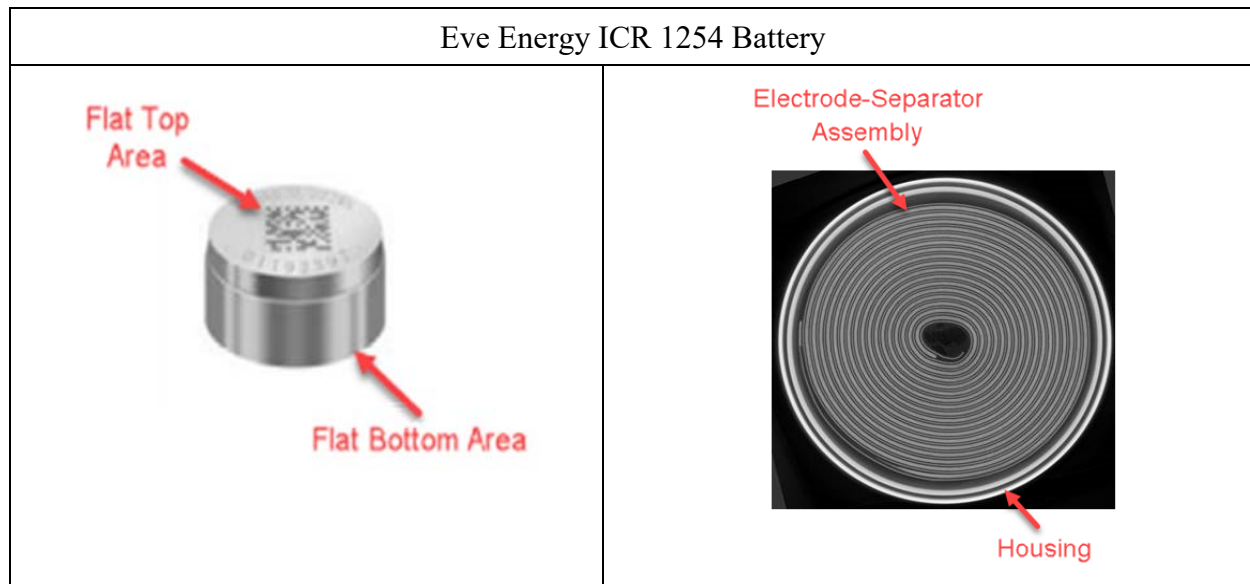 Eve Energy ICR 1254 Battery
Flat Top
Area
Flat Bottom Area
Electrode-Separator
Assembly
Housing